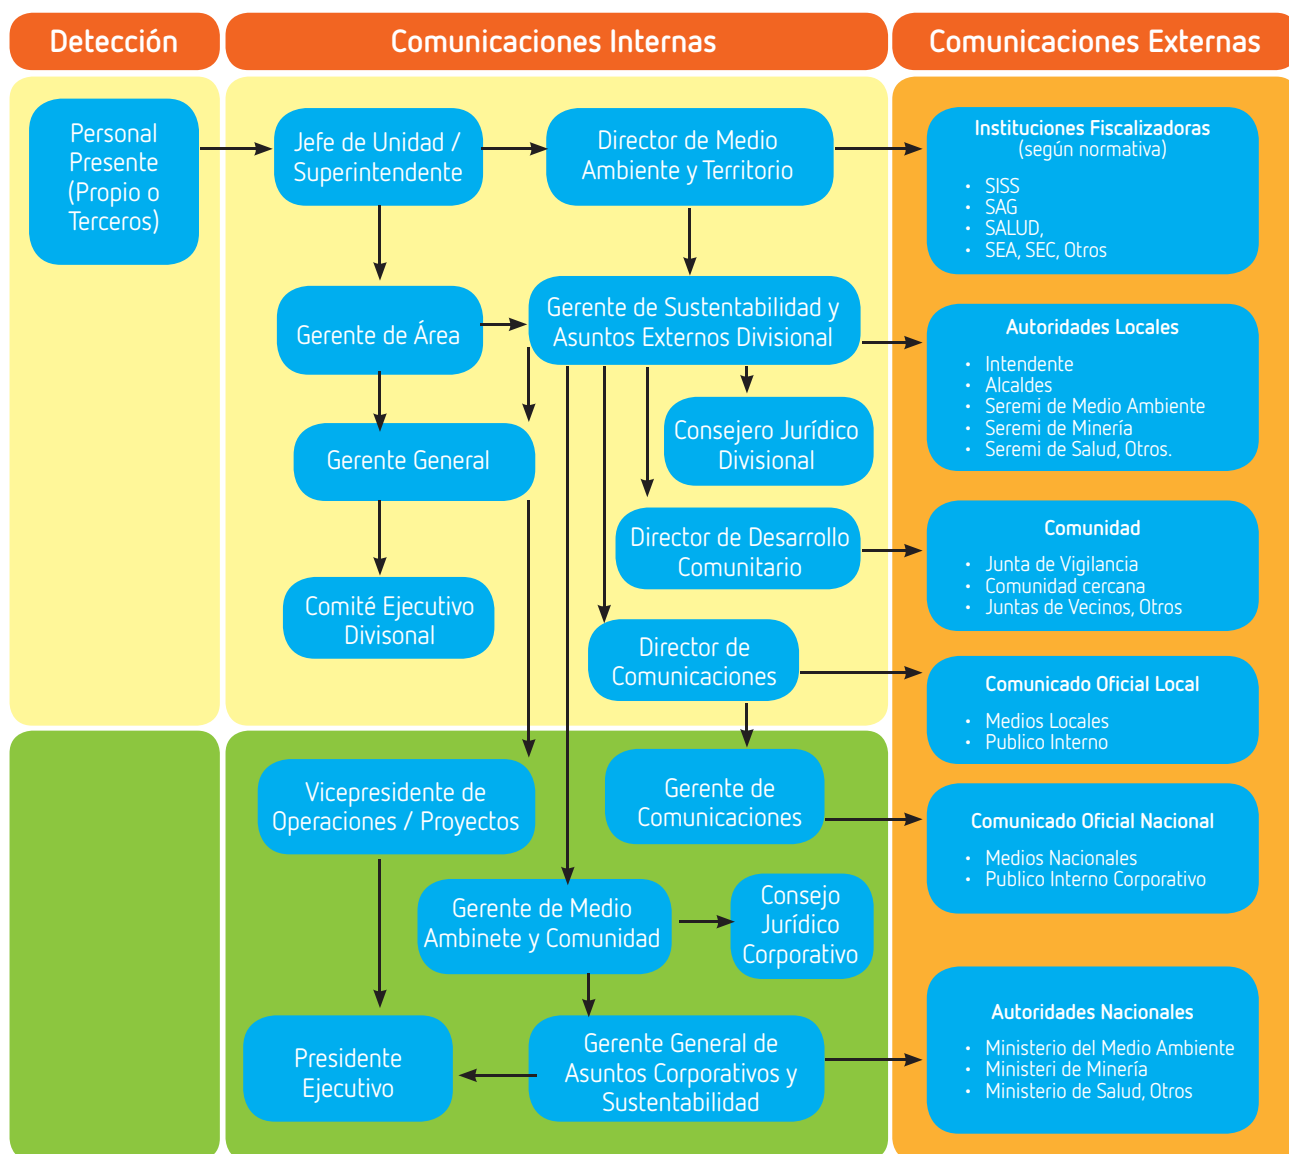 Detección
Comunicaciones Internas
Comunicaciones Externas
Personal
Presente
(Propio o
Terceros)
Jefe de Unidad /
Superintendente
Director de Medio
Ambiente y Territorio
Instituciones Fiscalizadoras
(según normativa)
• SISS
• SAG
• SALUD,
• SEA, SEC, Otros
Gerente de Área
Gerente de Sustentabilidad y
Asuntos Externos Divisional
Autoridades Locales
• Intendente
• Alcaldes
• Seremi de Medio Ambiente
• Seremi de Minería
• Seremi de Salud, Otros.
Gerente General
Consejero Jurídico
Divisional
Director de Desarrollo
Comunitario
Comunidad
• Junta de Vigilancia
• Comunidad cercana
• Juntas de Vecinos, Otros
Comité Ejecutivo
Divisonal
Director de
Comunicaciones
Comunicado Oficial Local
• Medios Locales
• Publico Interno
Vicepresidente de
Operaciones / Proyectos
Gerente de
Comunicaciones
Comunicado Oficial Nacional
• Medios Nacionales
• Publico Interno Corporativo
Gerente de Medio
Ambinete y Comunidad
Consejo
Jurídico
Corporativo
Presidente
Ejecutivo
Gerente General de
Asuntos Corporativos y
Sustentabilidad
Autoridades Nacionales
• Ministerio del Medio Ambiente
• Ministeri de Minería
• Ministerio de Salud, Otros